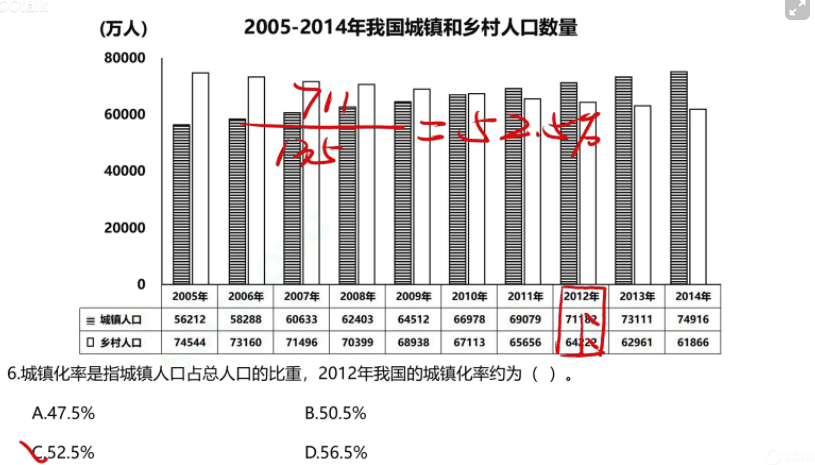 CCtalk
(万人)
2005-2014年我国城镇和乡村人口数量
80000
60000
40000
20000
0
711
135
=52.5%
2005年 2006年 2007年 2008年 2009年 2010年 2011年 2012年 2013年 2014年
城镇人口 56212 58288 60633 62403 64512 66978 69079 71182 73111 74916
乡村人口 74544 73160 71496 70399 68938 67113 65656 64222 62961 61866
6.城镇化率是指城镇人口占总人口的比重，2012年我国的城镇化率约为（ ）。
A.47.5% B.50.5%
C.52.5% D.56.5%